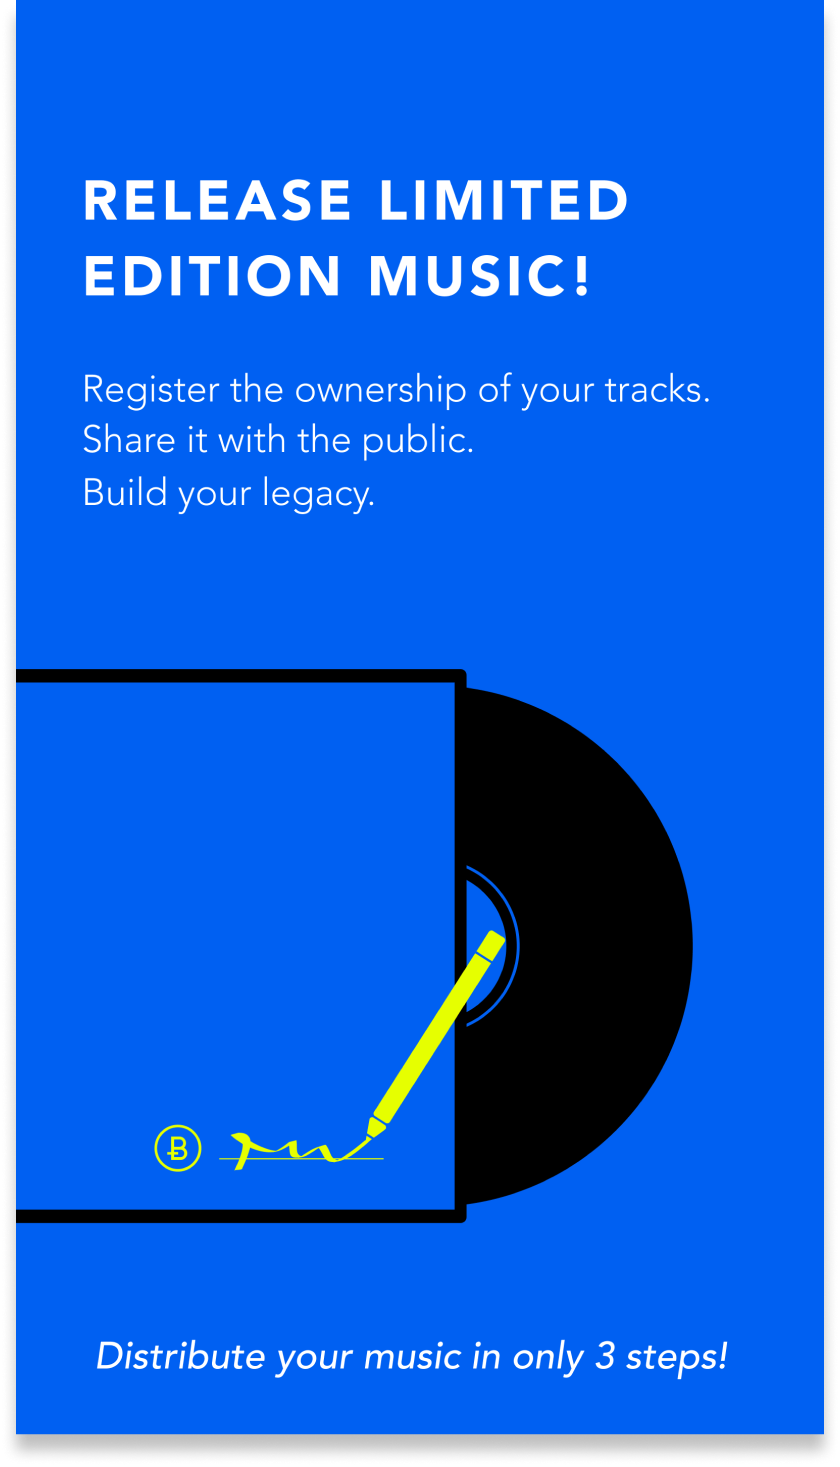 RELEASE LIMITED
EDITION MUSIC!
Register the ownership of your tracks.
Share it with the public.
Build your legacy.
Distribute your music in only 3 steps!